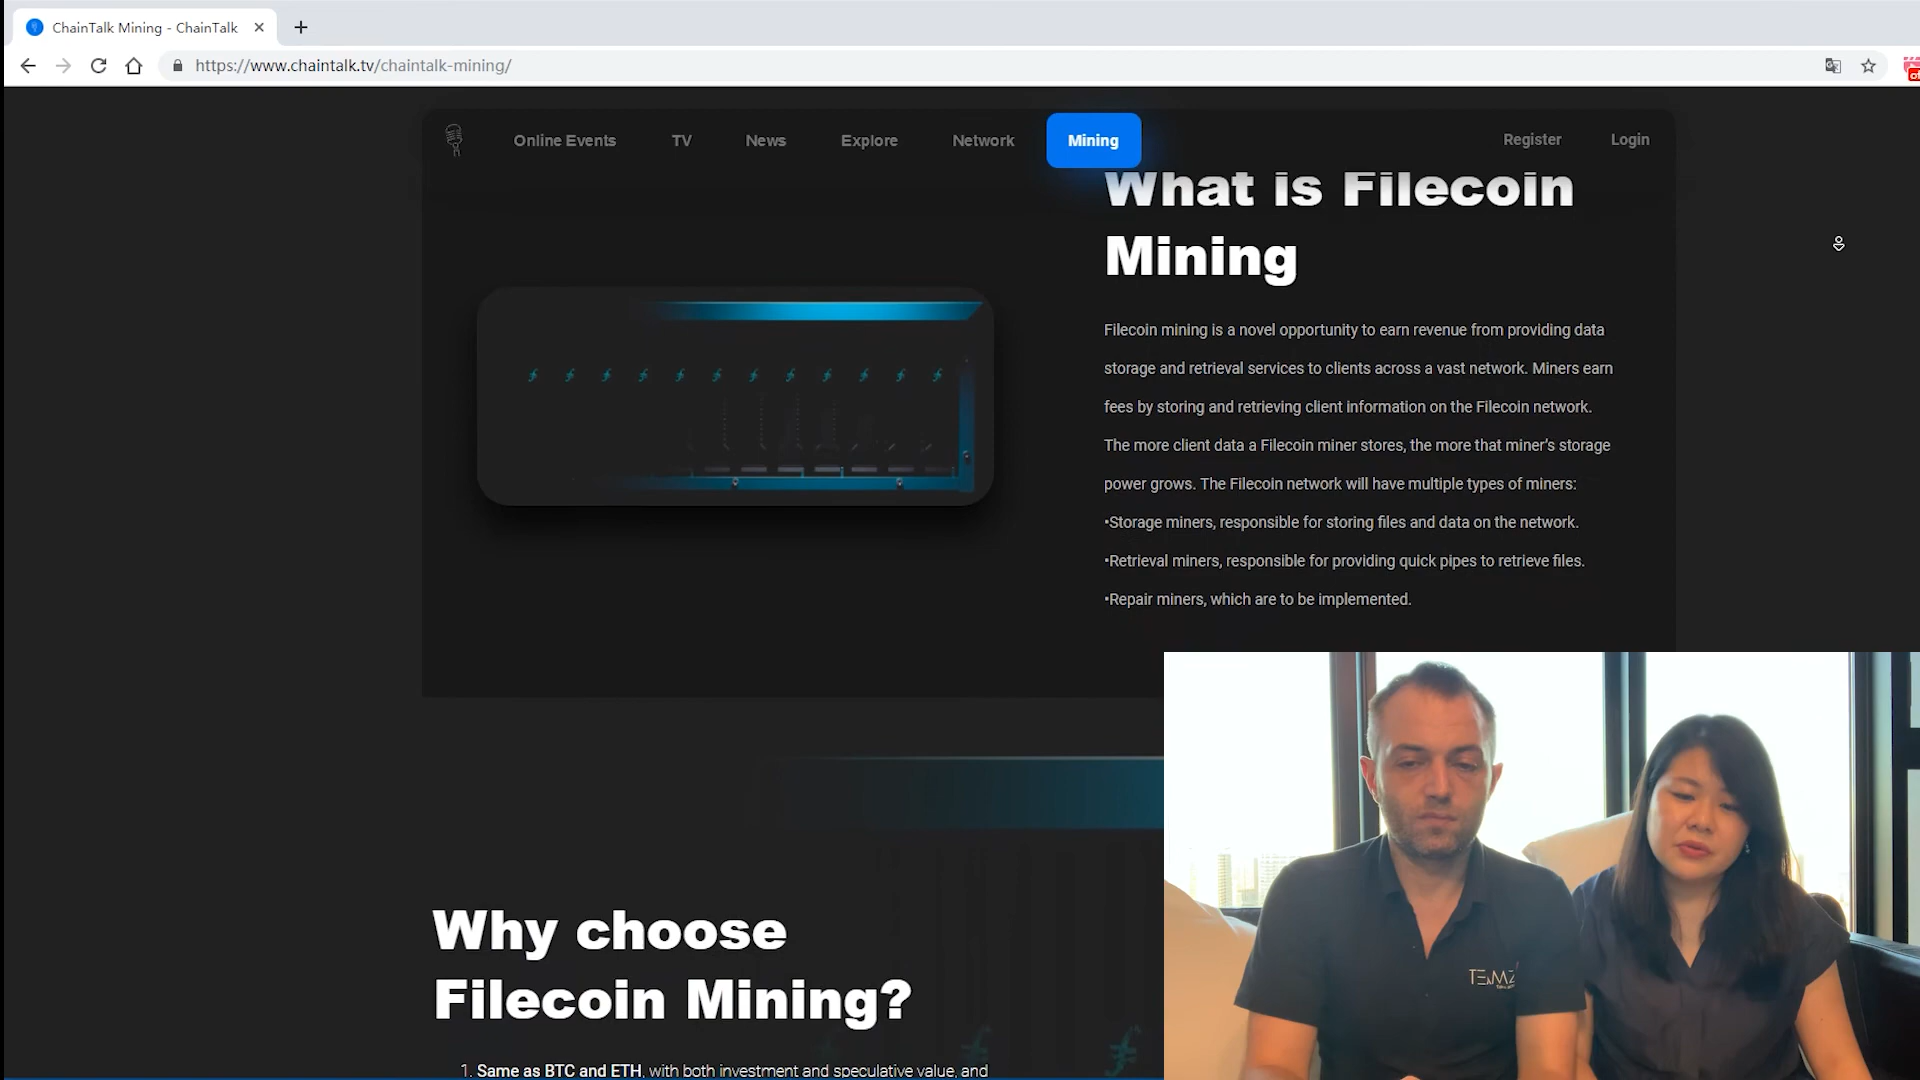 ChainTalk Mining - ChainTalk
https://www.chaintalk.tv/chaintalk-mining/
Online Events TV News Explore Network Mining Register Login
What is Filecoin
Mining
Filecoin mining is a novel opportunity to earn revenue from providing data
storage and retrieval services to clients across a vast network. Miners earn
fees by storing and retrieving client information on the Filecoin network.
The more client data a Filecoin miner stores, the more that miner’s storage
power grows. The Filecoin network will have multiple types of miners:
•Storage miners, responsible for storing files and data on the network.
•Retrieval miners, responsible for providing quick pipes to retrieve files.
•Repair miners, which are to be implemented.
Why choose
Filecoin Mining?
1. Same as BTC and ETH, with both investment and speculative value, and
TEAMZ